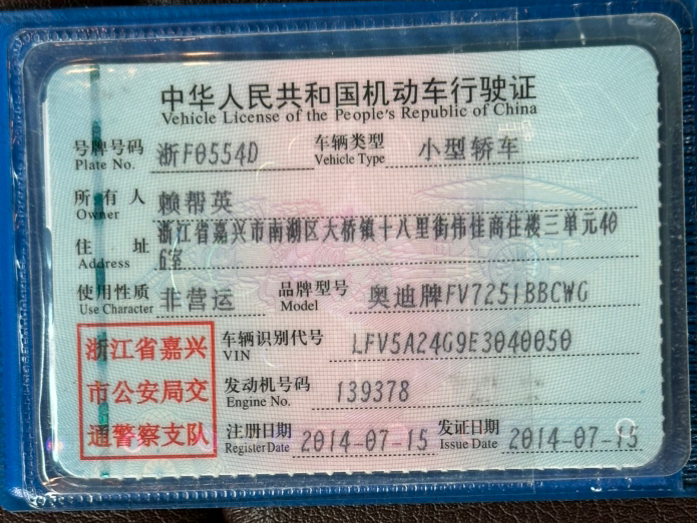 中华人民共和国机动车行驶证
Vehicle License of the People's Republic of China
号牌号码 浙F0554D 车辆类型 小型轿车
Plate No. Vehicle Type
所有人 赖帮英
Owner
住址 浙江省嘉兴市南湖区大桥镇十八里街伟佳商住楼三单元40
Address 6室
使用性质 非营运 品牌型号 奥迪牌FV7251BBCWG
Use Character Model
浙江省嘉兴 车辆识别代号 LFV5A24G9E3040050
VIN
市公安局交 发动机号码 139378
Engine No.
通警察支队 注册日期 2014-07-15 发证日期 2014-07-15
Register Date Issue Date